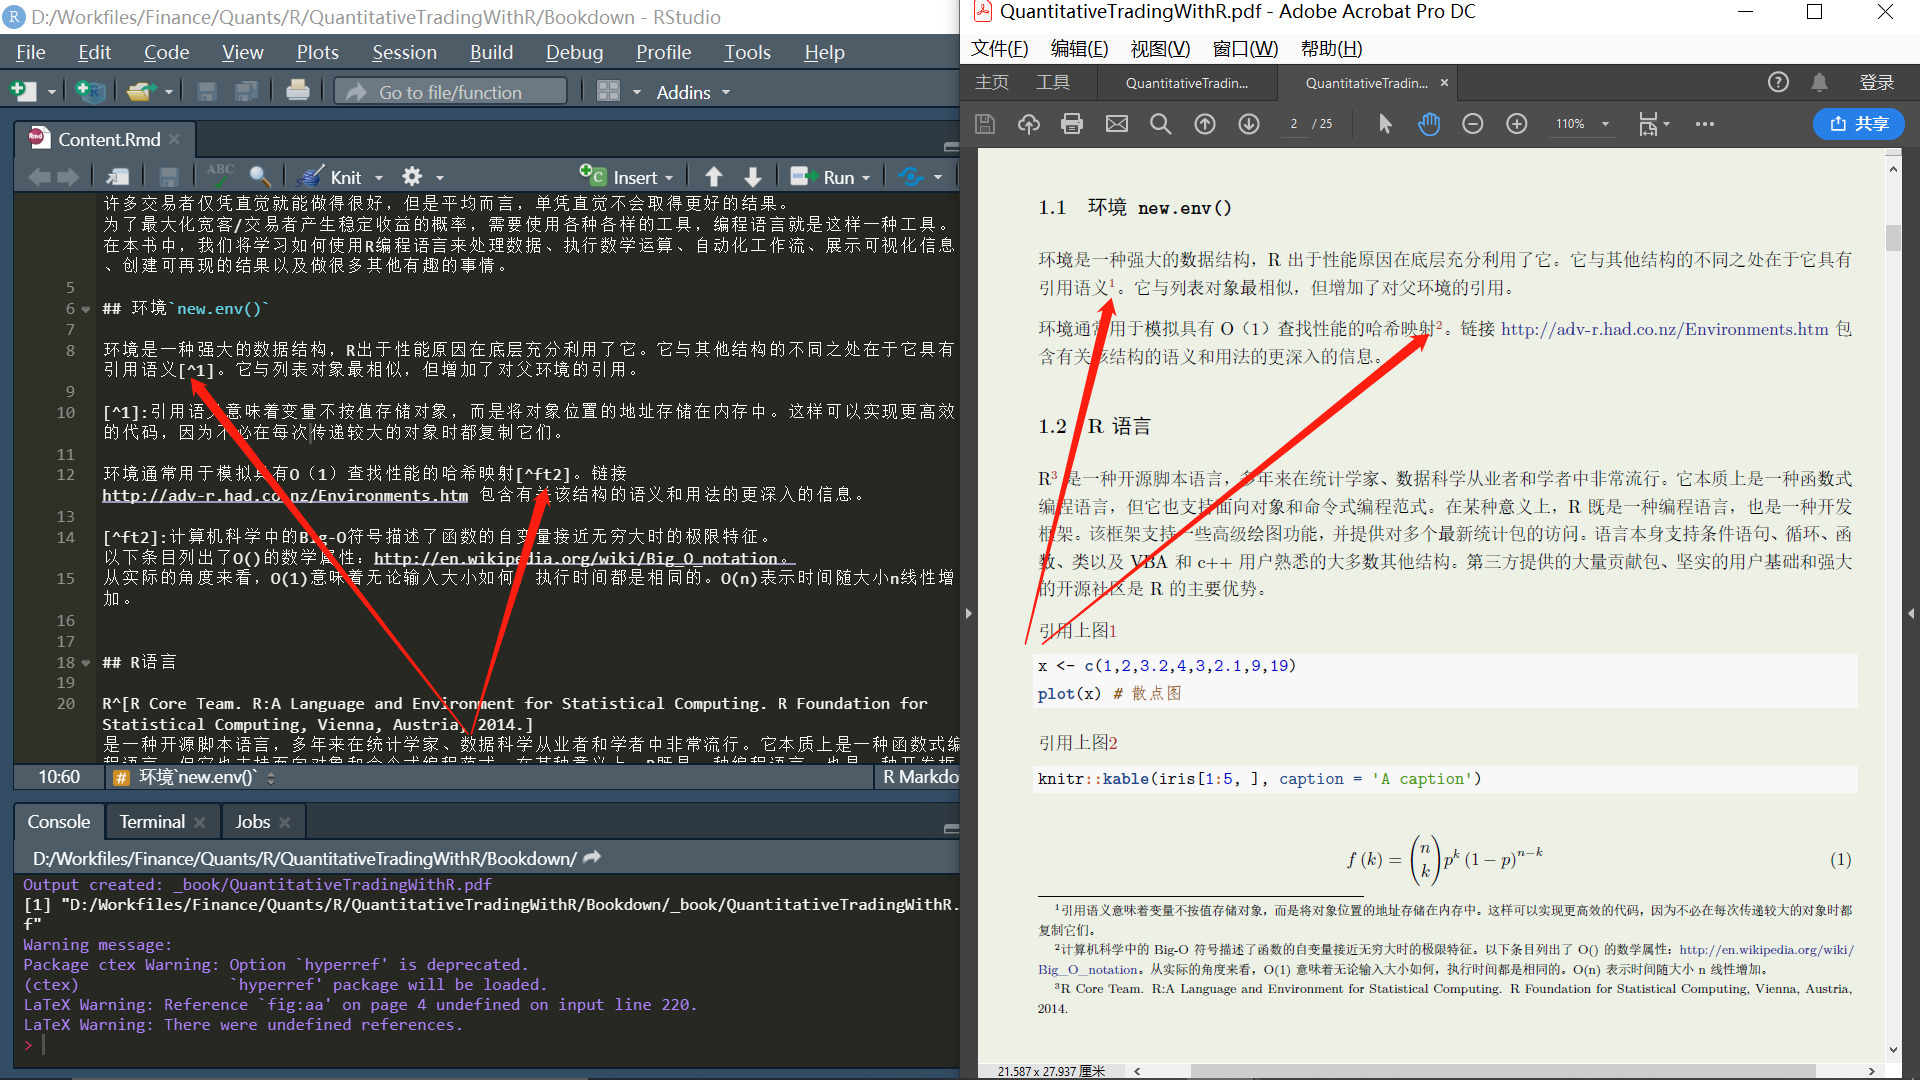 D:/Workfiles/Finance/Quants/R/QuantitativeTradingWithR/Bookdown - RStudio
File Edit Code View Plots Session Build Debug Profile Tools Help
Go to file/function Addins
Content.Rmd
ABC Knit Insert Run
许多交易者仅凭直觉就能做得很好，但是平均而言，单凭直觉不会取得更好的结果。
为了最大化宽客/交易者产生稳定收益的概率，需要使用各种各样的工具，编程语言就是这样一种工具。
在本书中，我们将学习如何使用R编程语言来处理数据、执行数学运算、自动化工作流、展示可视化信息
、创建可再现的结果以及做很多其他有趣的事情。
5
6 ## 环境`new.env()`
7
8 环境是一种强大的数据结构，R出于性能原因在底层充分利用了它。它与其他结构的不同之处在于它具有
引用语义[^1]。它与列表对象最相似，但增加了对父环境的引用。
9
10 [^1]:引用语义意味着变量不按值存储对象，而是将对象位置的地址存储在内存中。这样可以实现更高效
的代码，因为不必在每次传递较大的对象时都复制它们。
11
12 环境通常用于模拟具有O（1）查找性能的哈希映射[^ft2]。链接
http://adv-r.had.co.nz/Environments.htm 包含有关该结构的语义和用法的更深入的信息。
13
14 [^ft2]:计算机科学中的Big-O符号描述了函数的自变量接近无穷大时的极限特征。
以下条目列出了O()的数学属性：http://en.wikipedia.org/wiki/Big_O_notation。
15 从实际的角度来看，O(1)意味着无论输入大小如何，执行时间都是相同的。O(n)表示时间随大小n线性增
加。
16
17
18 ## R语言
19
20 R^[R Core Team. R:A Language and Environment for Statistical Computing. R Foundation for
Statistical Computing, Vienna, Austria, 2014.]
是一种开源脚本语言，多年来在统计学家、数据科学从业者和学者中非常流行。它本质上是一种函数式编
程语言，但它也支持面向对象和命令式编程范式。在某种意义上，R既是一种编程语言，也是一种开发框
10:60 # 环境`new.env()` R Markdo
Console Terminal Jobs
D:/Workfiles/Finance/Quants/R/QuantitativeTradingWithR/Bookdown/
Output created: _book/QuantitativeTradingWithR.pdf
[1] "D:/Workfiles/Finance/Quants/R/QuantitativeTradingWithR/Bookdown/_book/QuantitativeTradingWithR.
f"
Warning message:
Package ctex Warning: Option `hyperref' is deprecated.
(ctex) `hyperref' package will be loaded.
LaTeX Warning: Reference `fig:aa' on page 4 undefined on input line 220.
LaTeX Warning: There were undefined references.
>
QuantitativeTradingWithR.pdf - Adobe Acrobat Pro DC
文件(F) 编辑(E) 视图(V) 窗口(W) 帮助(H)
主页 工具 QuantitativeTradin... QuantitativeTradin... × 登录
2 / 25 110% 共享
1.1 环境 new.env()
环境是一种强大的数据结构，R 出于性能原因在底层充分利用了它。它与其他结构的不同之处在于它具有
引用语义1。它与列表对象最相似，但增加了对父环境的引用。
环境通常用于模拟具有 O（1）查找性能的哈希映射2。链接 http://adv-r.had.co.nz/Environments.htm 包
含有关该结构的语义和用法的更深入的信息。
1.2 R 语言
R3 是一种开源脚本语言，多年来在统计学家、数据科学从业者和学者中非常流行。它本质上是一种函数式
编程语言，但它也支持面向对象和命令式编程范式。在某种意义上，R 既是一种编程语言，也是一种开发
框架。该框架支持一些高级绘图功能，并提供对多个最新统计包的访问。语言本身支持条件语句、循环、函
数、类以及 VBA 和 c++ 用户熟悉的大多数其他结构。第三方提供的大量贡献包、坚实的用户基础和强大
的开源社区是 R 的主要优势。
引用上图1
x <- c(1,2,3.2,4,3,2.1,9,19)
plot(x) # 散点图
引用上图2
knitr::kable(iris[1:5, ], caption = 'A caption')
f (k) = (n k) p^k (1 − p)^{n−k} (1)
1引用语义意味着变量不按值存储对象，而是将对象位置的地址存储在内存中。这样可以实现更高效的代码，因为不必在每次传递较大的对象时都
复制它们。
2计算机科学中的 Big-O 符号描述了函数的自变量接近无穷大时的极限特征。以下条目列出了 O() 的数学属性：http://en.wikipedia.org/wiki/
Big_O_notation。从实际的角度来看，O(1) 意味着无论输入大小如何，执行时间都是相同的。O(n) 表示时间随大小 n 线性增加。
3R Core Team. R:A Language and Environment for Statistical Computing. R Foundation for Statistical Computing, Vienna, Austria,
2014.
21.587 x 27.937 厘米